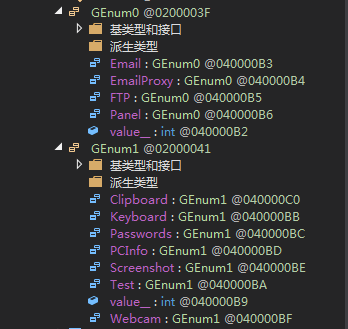 GEnum0 @0200003F
基类型和接口
派生类型
Email : GEnum0 @040000B3
EmailProxy : GEnum0 @040000B4
FTP : GEnum0 @040000B5
Panel : GEnum0 @040000B6
value__ : int @040000B2
GEnum1 @02000041
基类型和接口
派生类型
Clipboard : GEnum1 @040000C0
Keyboard : GEnum1 @040000BB
Passwords : GEnum1 @040000BC
PCInfo : GEnum1 @040000BD
Screenshot : GEnum1 @040000BE
Test : GEnum1 @040000BA
value__ : int @040000B9
Webcam : GEnum1 @040000BF